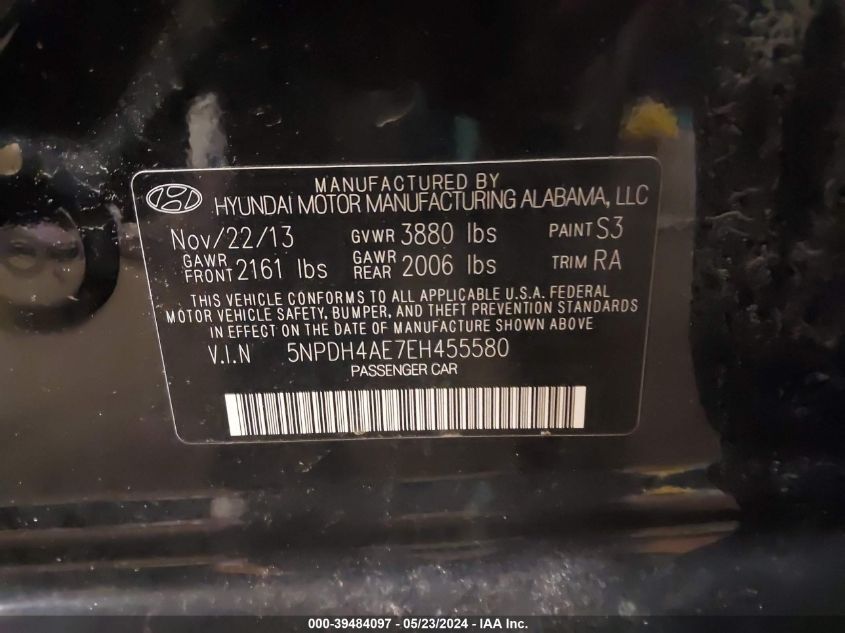 MANUFACTURED BY
HYUNDAI MOTOR MANUFACTURING ALABAMA, LLC
Nov/22/13 GVWR 3880 lbs PAINT S3
GAWR FRONT 2161 lbs GAWR REAR 2006 lbs TRIM RA
THIS VEHICLE CONFORMS TO ALL APPLICABLE U.S.A. FEDERAL
MOTOR VEHICLE SAFETY, BUMPER, AND THEFT PREVENTION STANDARDS
IN EFFECT ON THE DATE OF MANUFACTURE SHOWN ABOVE
V.I.N 5NPDH4AE7EH455580
PASSENGER CAR
000-39484097 — 05/23/2024 — IAA Inc.